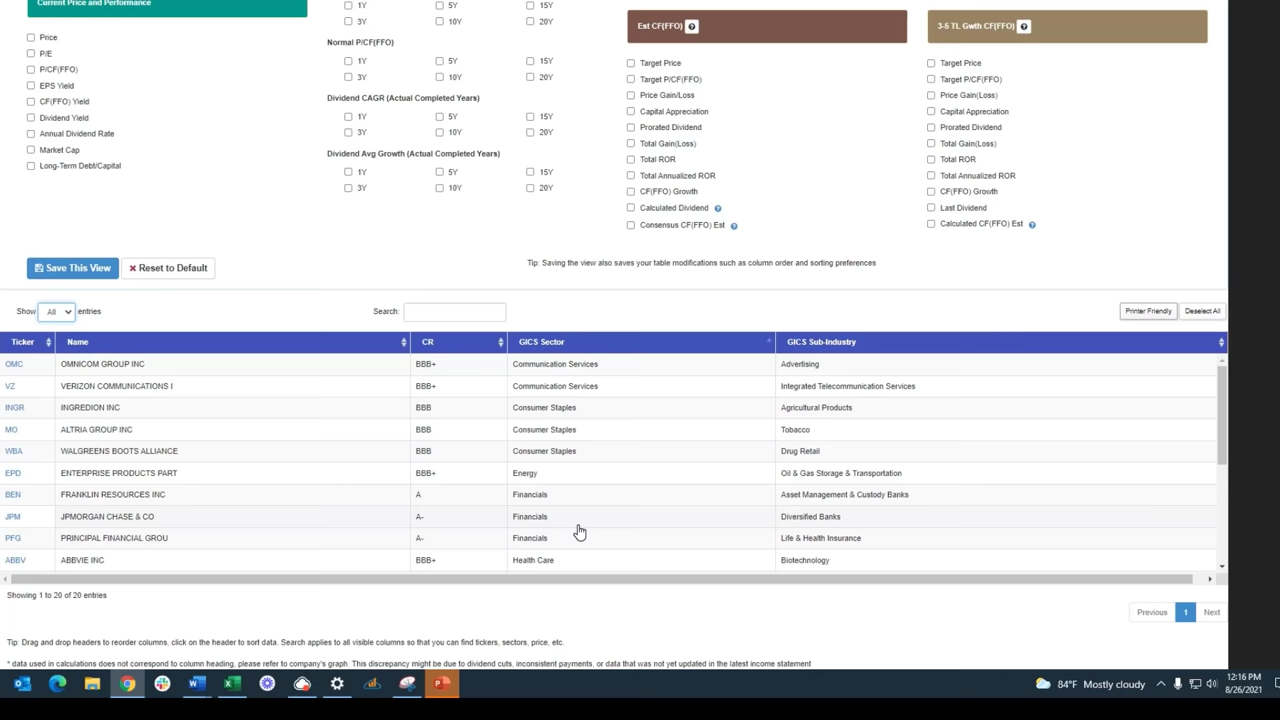 Current Price and Performance
Price
P/E
P/CF(FFO)
EPS Yield
CF(FFO) Yield
Dividend Yield
Annual Dividend Rate
Market Cap
Long-Term Debt/Capital
1Y 5Y 15Y
3Y 10Y 20Y
Normal P/CF(FFO)
1Y 5Y 15Y
3Y 10Y 20Y
Dividend CAGR (Actual Completed Years)
1Y 5Y 15Y
3Y 10Y 20Y
Dividend Avg Growth (Actual Completed Years)
1Y 5Y 15Y
3Y 10Y 20Y
Est CF(FFO) ?
Target Price
Target P/CF(FFO)
Price Gain/Loss
Capital Appreciation
Prorated Dividend
Total Gain(Loss)
Total ROR
Total Annualized ROR
CF(FFO) Growth
Calculated Dividend ?
Consensus CF(FFO) Est ?
3-5 TL Gwth CF(FFO) ?
Target Price
Target P/CF(FFO)
Price Gain(Loss)
Capital Appreciation
Prorated Dividend
Total Gain(Loss)
Total ROR
Total Annualized ROR
CF(FFO) Growth
Last Dividend
Calculated CF(FFO) Est ?
Save This View Reset to Default
Tip: Saving the view also saves your table modifications such as column order and sorting preferences
Show All entries Search: Printer Friendly Deselect All
Ticker Name CR GICS Sector GICS Sub-Industry
OMC OMNICOM GROUP INC BBB+ Communication Services Advertising
VZ VERIZON COMMUNICATIONS I BBB+ Communication Services Integrated Telecommunication Services
INGR INGREDION INC BBB Consumer Staples Agricultural Products
MO ALTRIA GROUP INC BBB Consumer Staples Tobacco
WBA WALGREENS BOOTS ALLIANCE BBB Consumer Staples Drug Retail
EPD ENTERPRISE PRODUCTS PART BBB+ Energy Oil & Gas Storage & Transportation
BEN FRANKLIN RESOURCES INC A Financials Asset Management & Custody Banks
JPM JPMORGAN CHASE & CO A- Financials Diversified Banks
PFG PRINCIPAL FINANCIAL GROU A- Financials Life & Health Insurance
ABBV ABBVIE INC BBB+ Health Care Biotechnology
Showing 1 to 20 of 20 entries
Previous 1 Next
Tip: Drag and drop headers to reorder columns, click on the header to sort data. Search applies to all visible columns so that you can find tickers, sectors, price, etc.
* data used in calculations does not correspond to column heading, please refer to company's graph. This discrepancy might be due to dividend cuts, inconsistent payments, or data that was not yet updated in the latest income statement
84°F Mostly cloudy
12:16 PM
8/26/2021